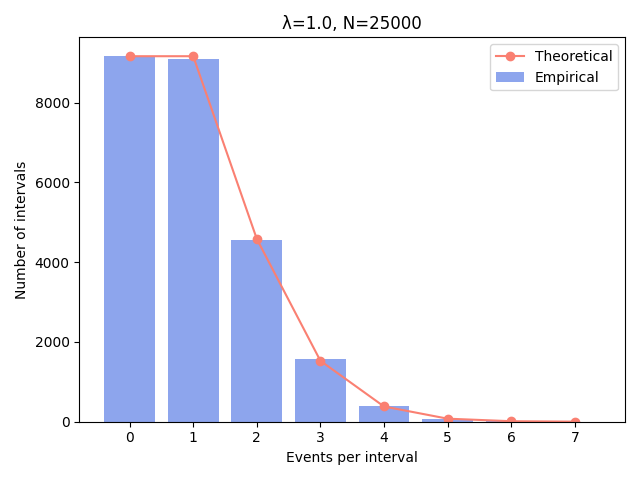 λ=1.0, N=25000
Theoretical
Empirical
Number of intervals
8000
6000
4000
2000
0
0 1 2 3 4 5 6 7
Events per interval